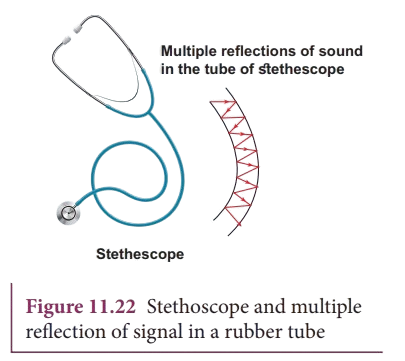 Multiple reflections of sound
in the tube of stethescope
Stethescope
Figure 11.22 Stethoscope and multiple
reflection of signal in a rubber tube